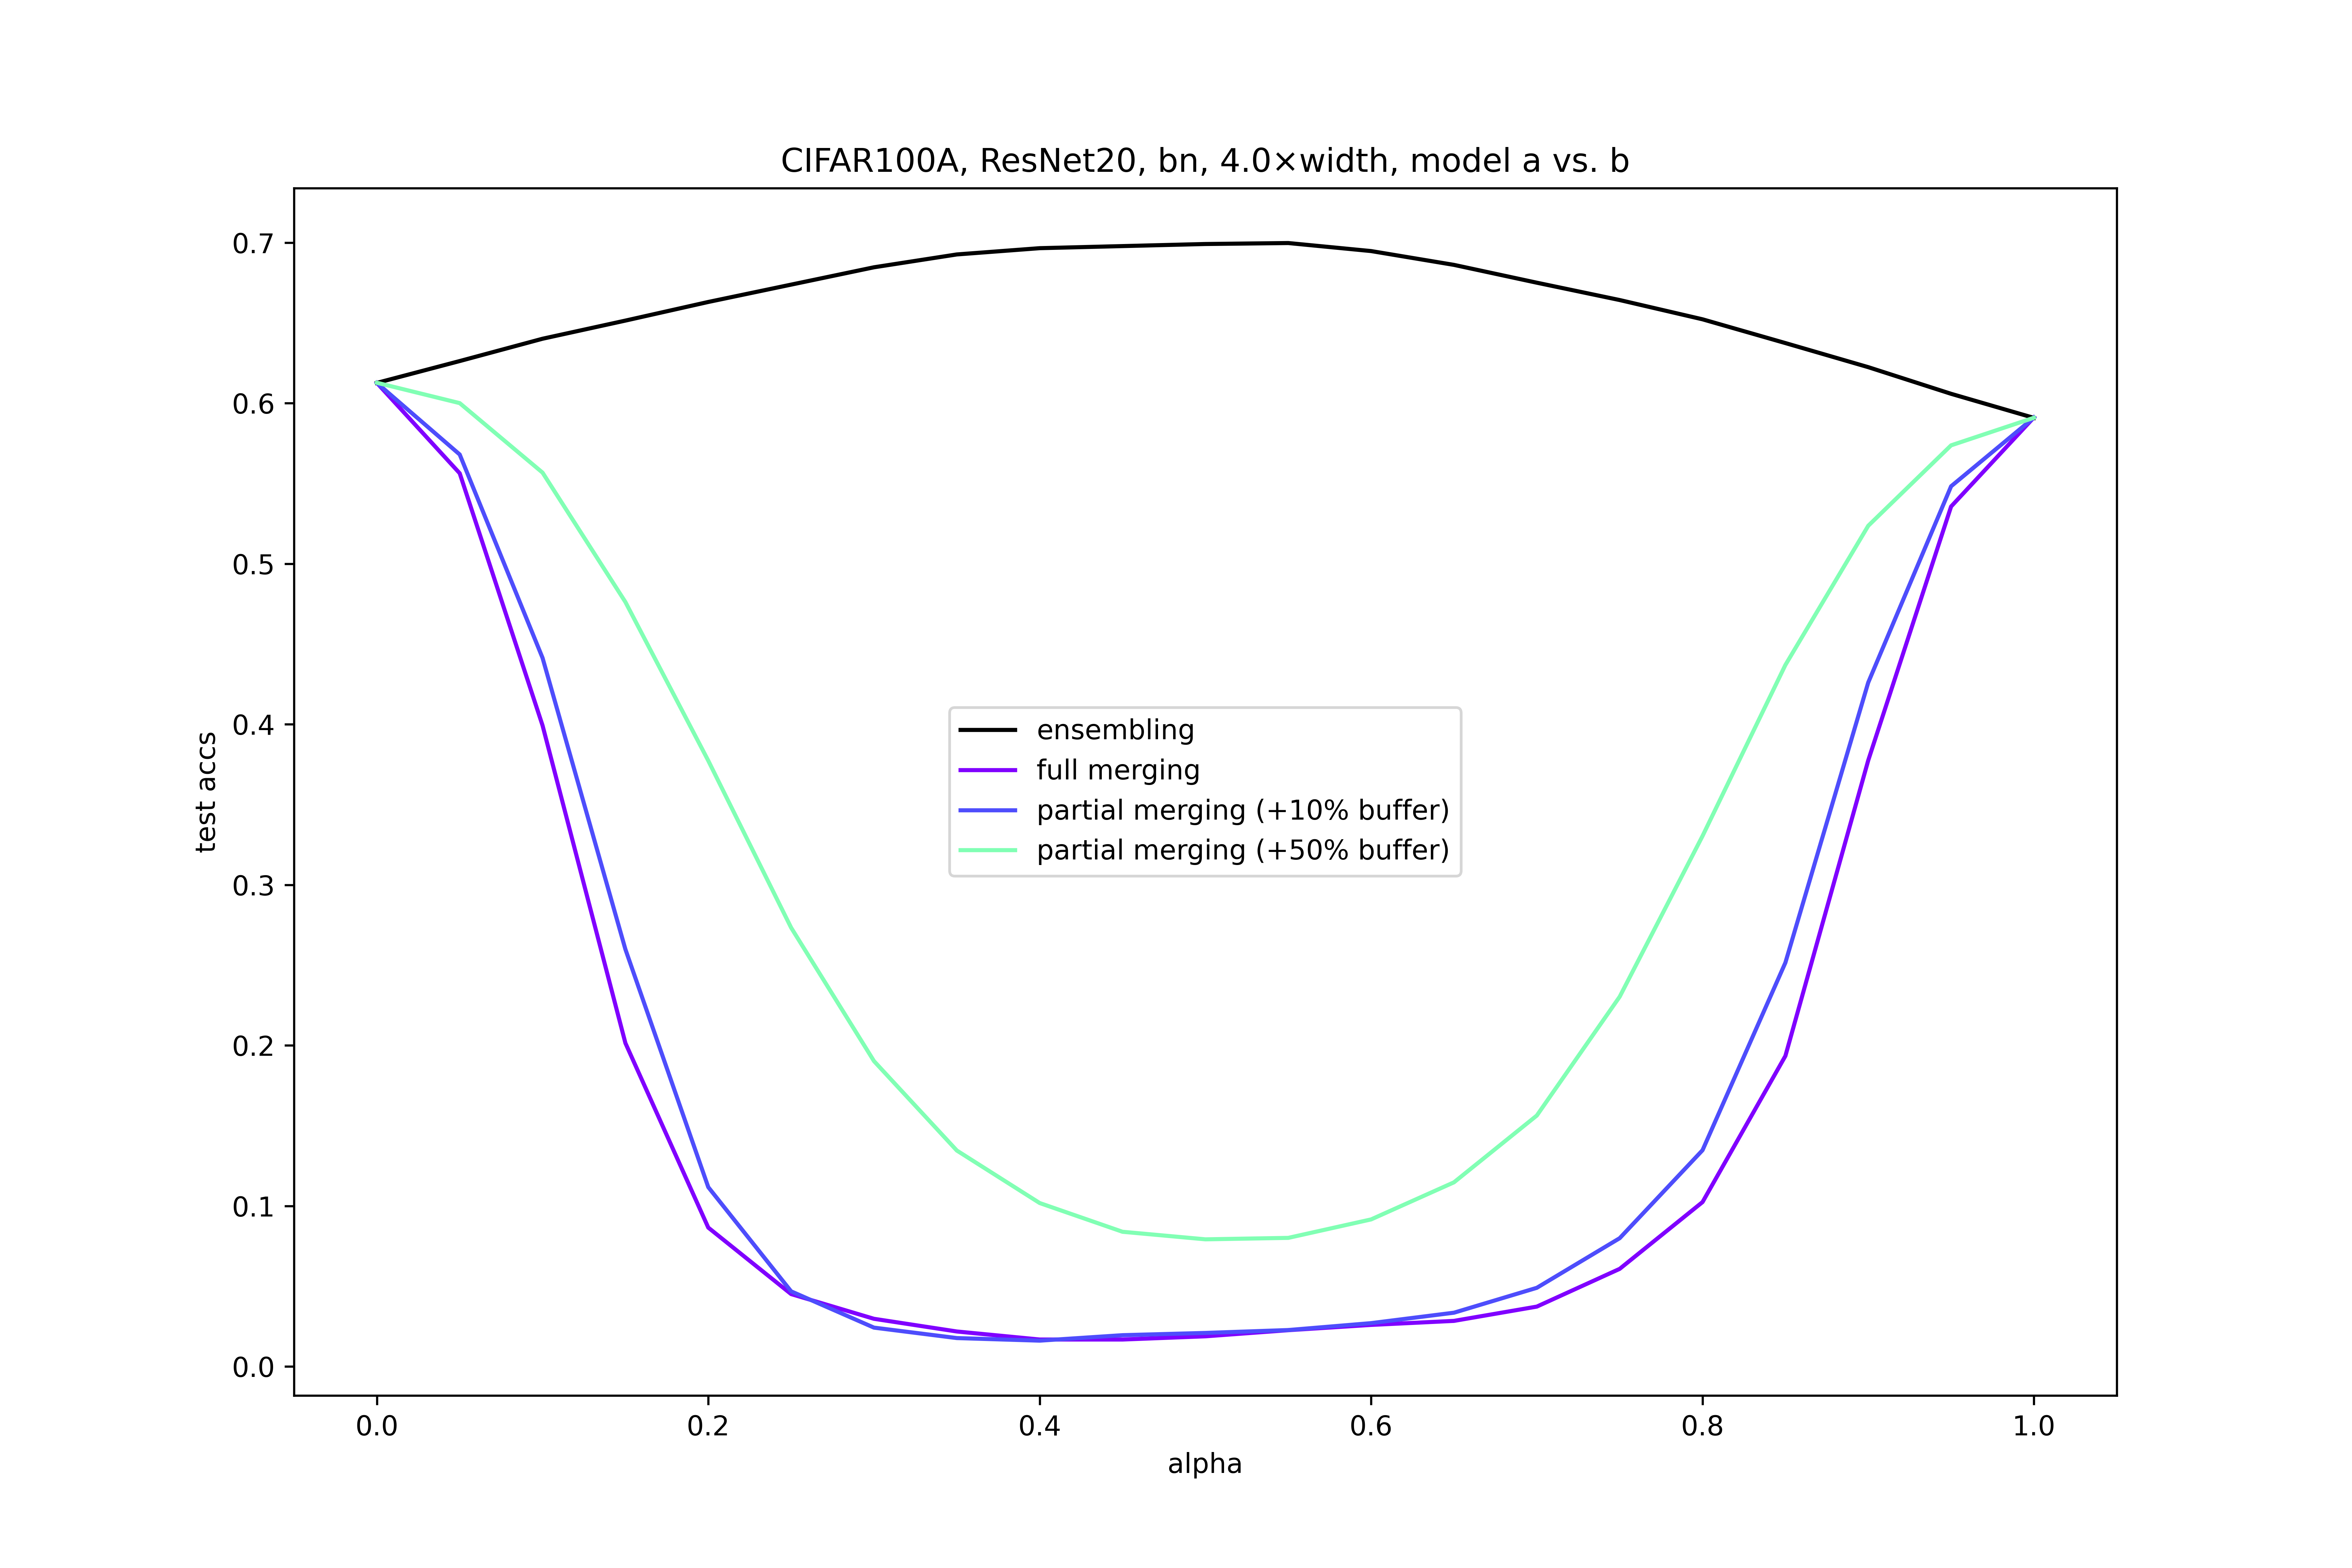 CIFAR100A, ResNet20, bn, 4.0×width, model a vs. b
0.7
0.6
0.5
0.4
0.3
0.2
0.1
0.0
test accs
ensembling
full merging
partial merging (+10% buffer)
partial merging (+50% buffer)
0.0 0.2 0.4 0.6 0.8 1.0
alpha